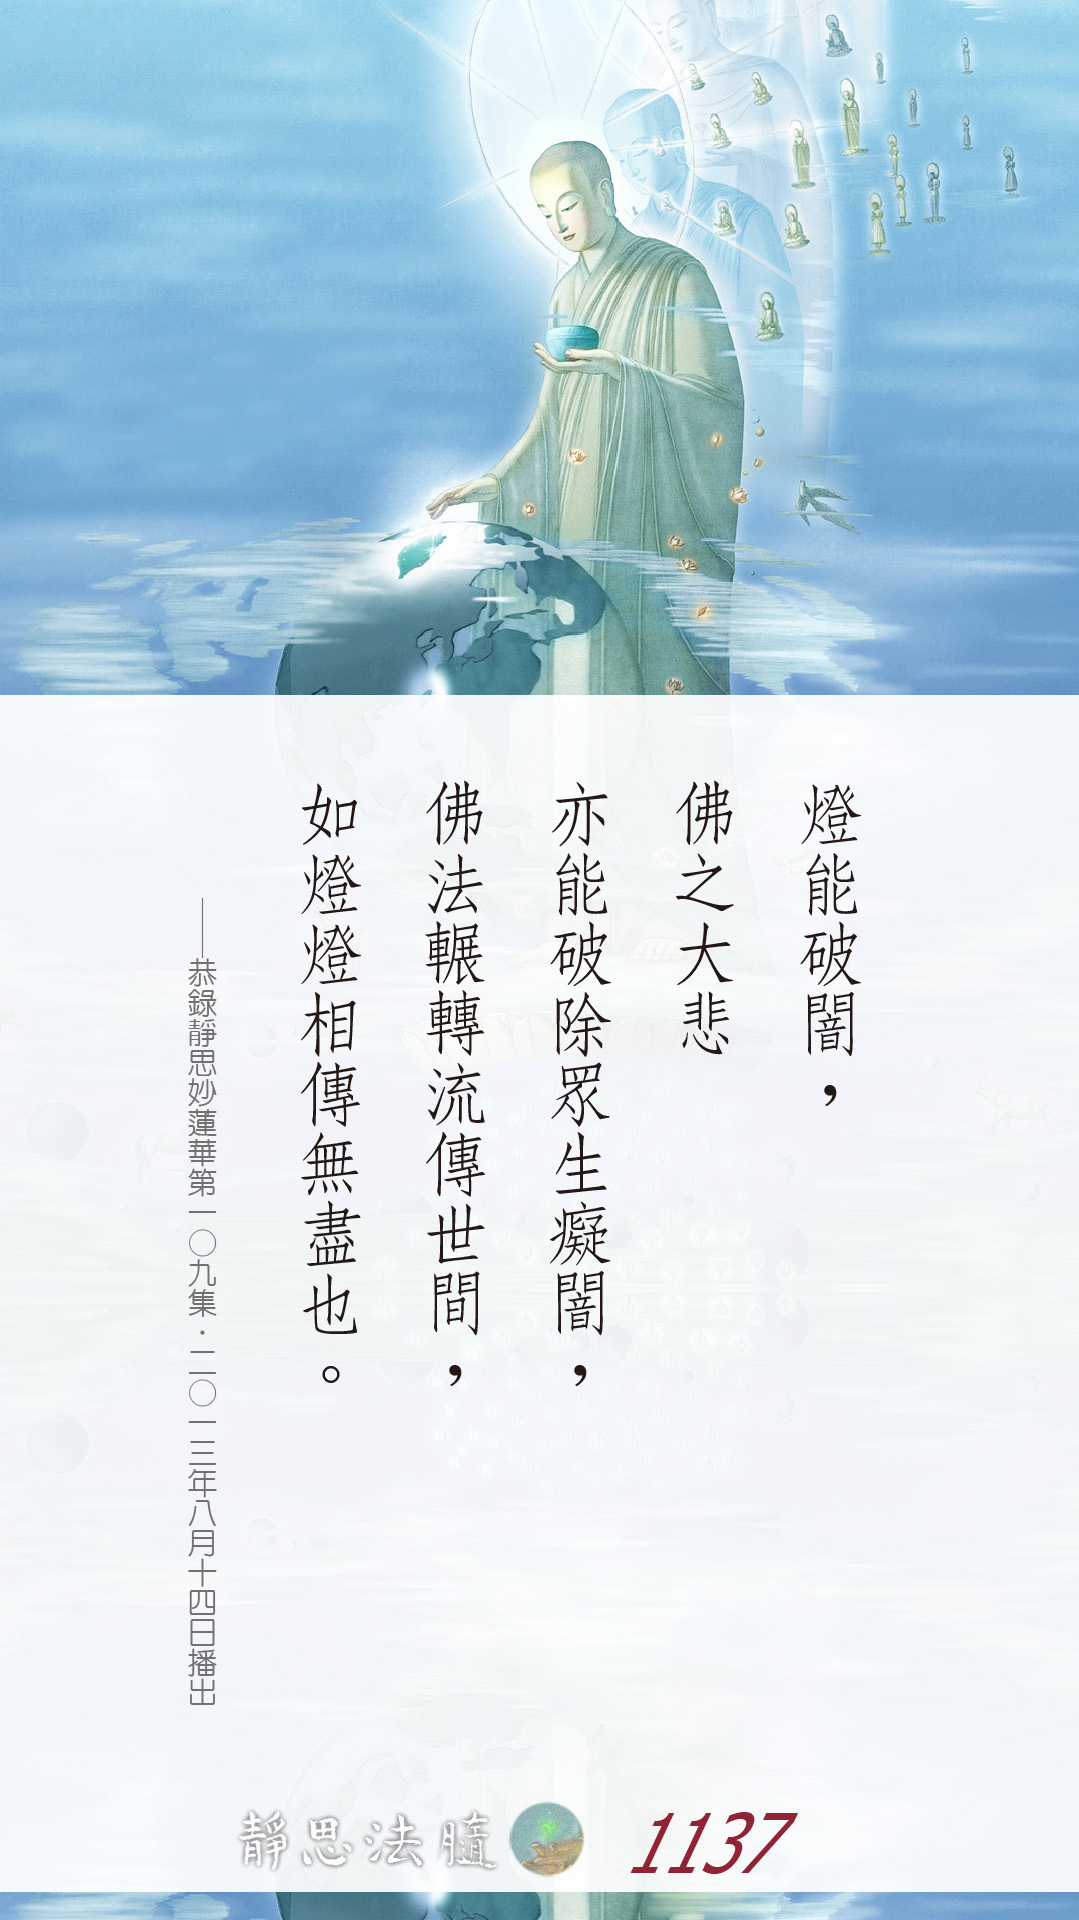 燈能破闇，
佛之大悲
亦能破除眾生癡闇，
佛法輾轉流傳世間，
如燈燈相傳無盡也。
——恭錄靜思妙蓮華第一〇九集．二〇一三年八月十四日播出
靜思法髓
1137